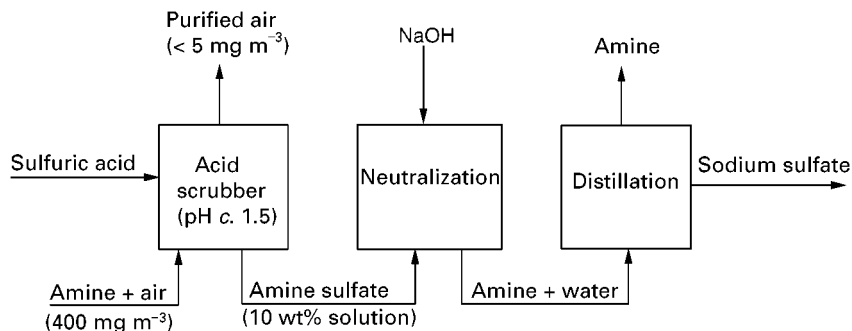 Purified air
(< 5 mg m⁻³)
NaOH
Amine
Sulfuric acid
Acid
scrubber
(pH c. 1.5)
Neutralization
Distillation
Sodium sulfate
Amine + air
(400 mg m⁻³)
Amine sulfate
(10 wt% solution)
Amine + water